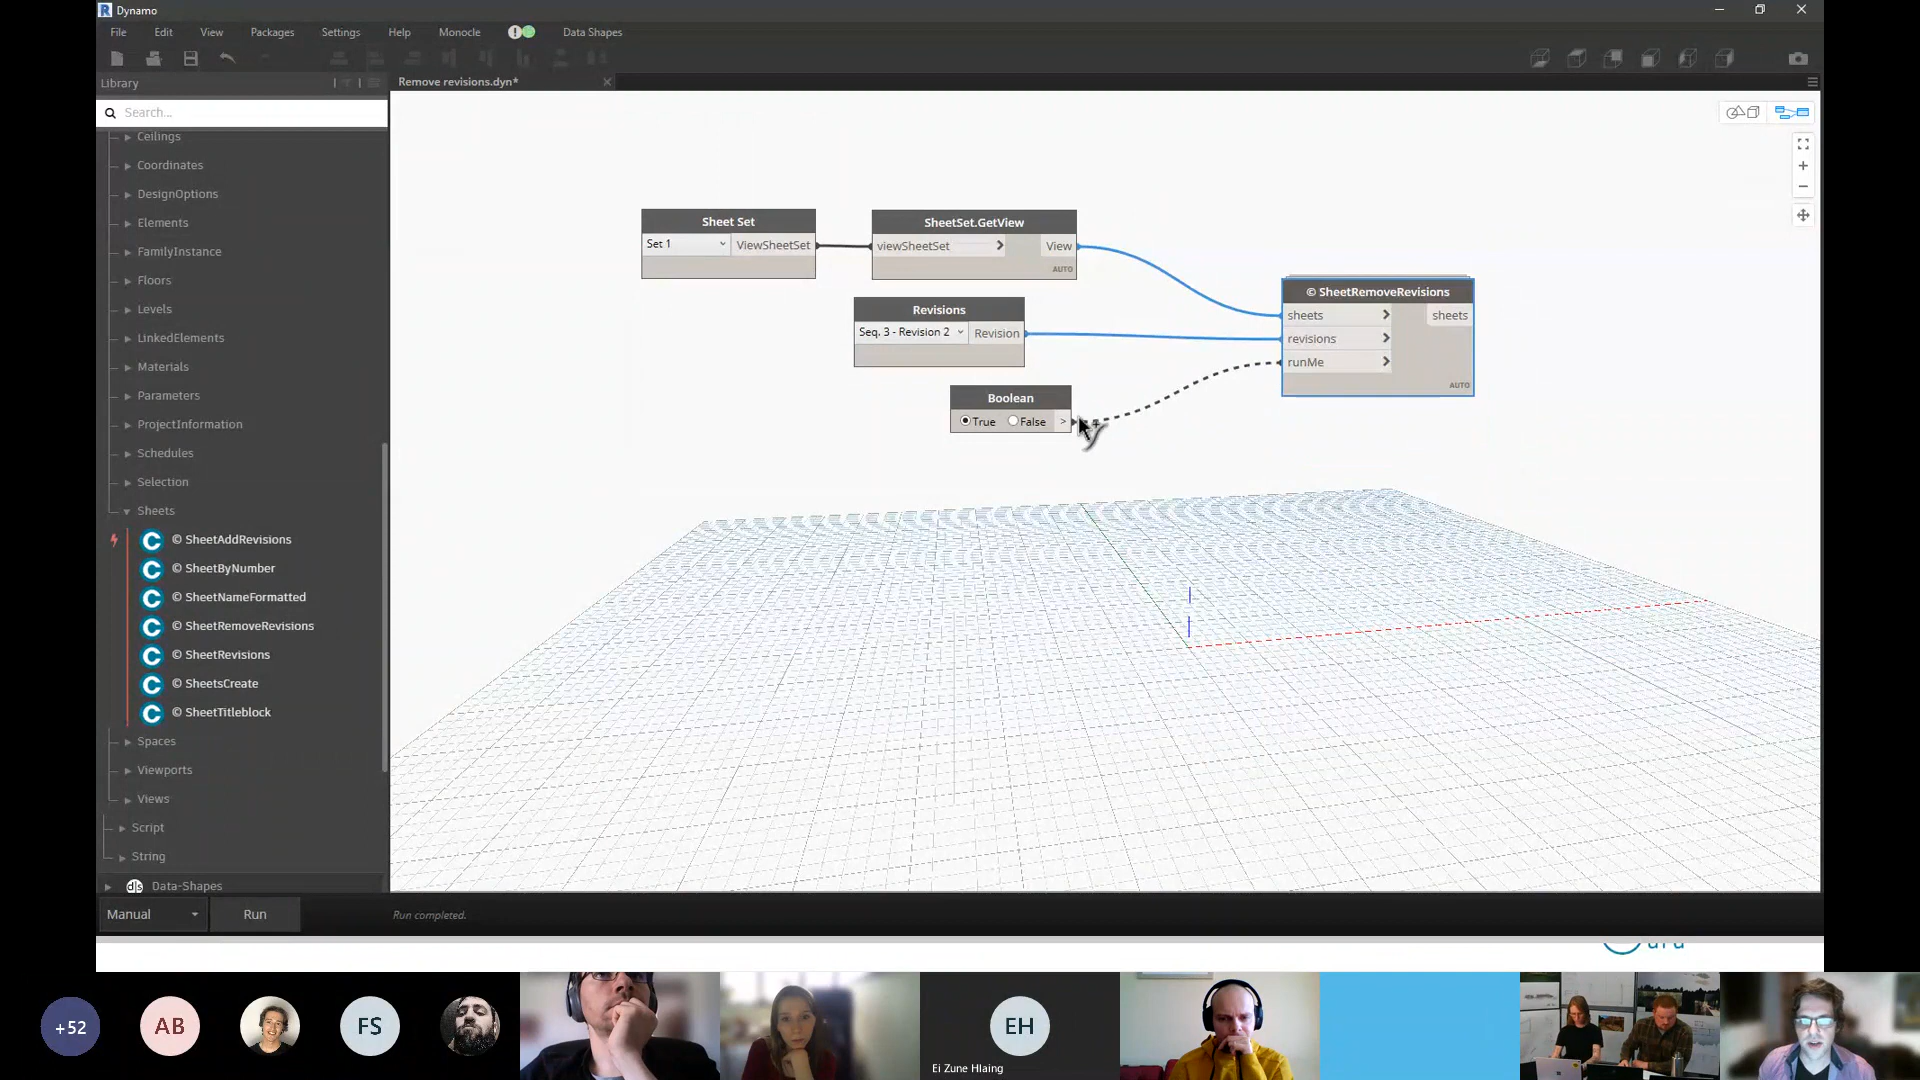 Dynamo
File Edit View Packages Settings Help Monocle Data Shapes
Library
Remove revisions.dyn*
Search...
Ceilings
Coordinates
DesignOptions
Elements
FamilyInstance
Floors
Levels
LinkedElements
Materials
Parameters
ProjectInformation
Schedules
Selection
Sheets
© SheetAddRevisions
© SheetByNumber
© SheetNameFormatted
© SheetRemoveRevisions
© SheetRevisions
© SheetsCreate
© SheetTitleblock
Spaces
Viewports
Views
Script
String
Data-Shapes
Sheet Set
Set 1 ViewSheetSet
SheetSet.GetView
viewSheetSet > View
AUTO
Revisions
Seq. 3 - Revision 2 Revision
Boolean
True False >
© SheetRemoveRevisions
sheets > sheets
revisions >
runMe >
AUTO
Manual Run Run completed.
+52
AB
FS
EH
Ei Zune Hlaing